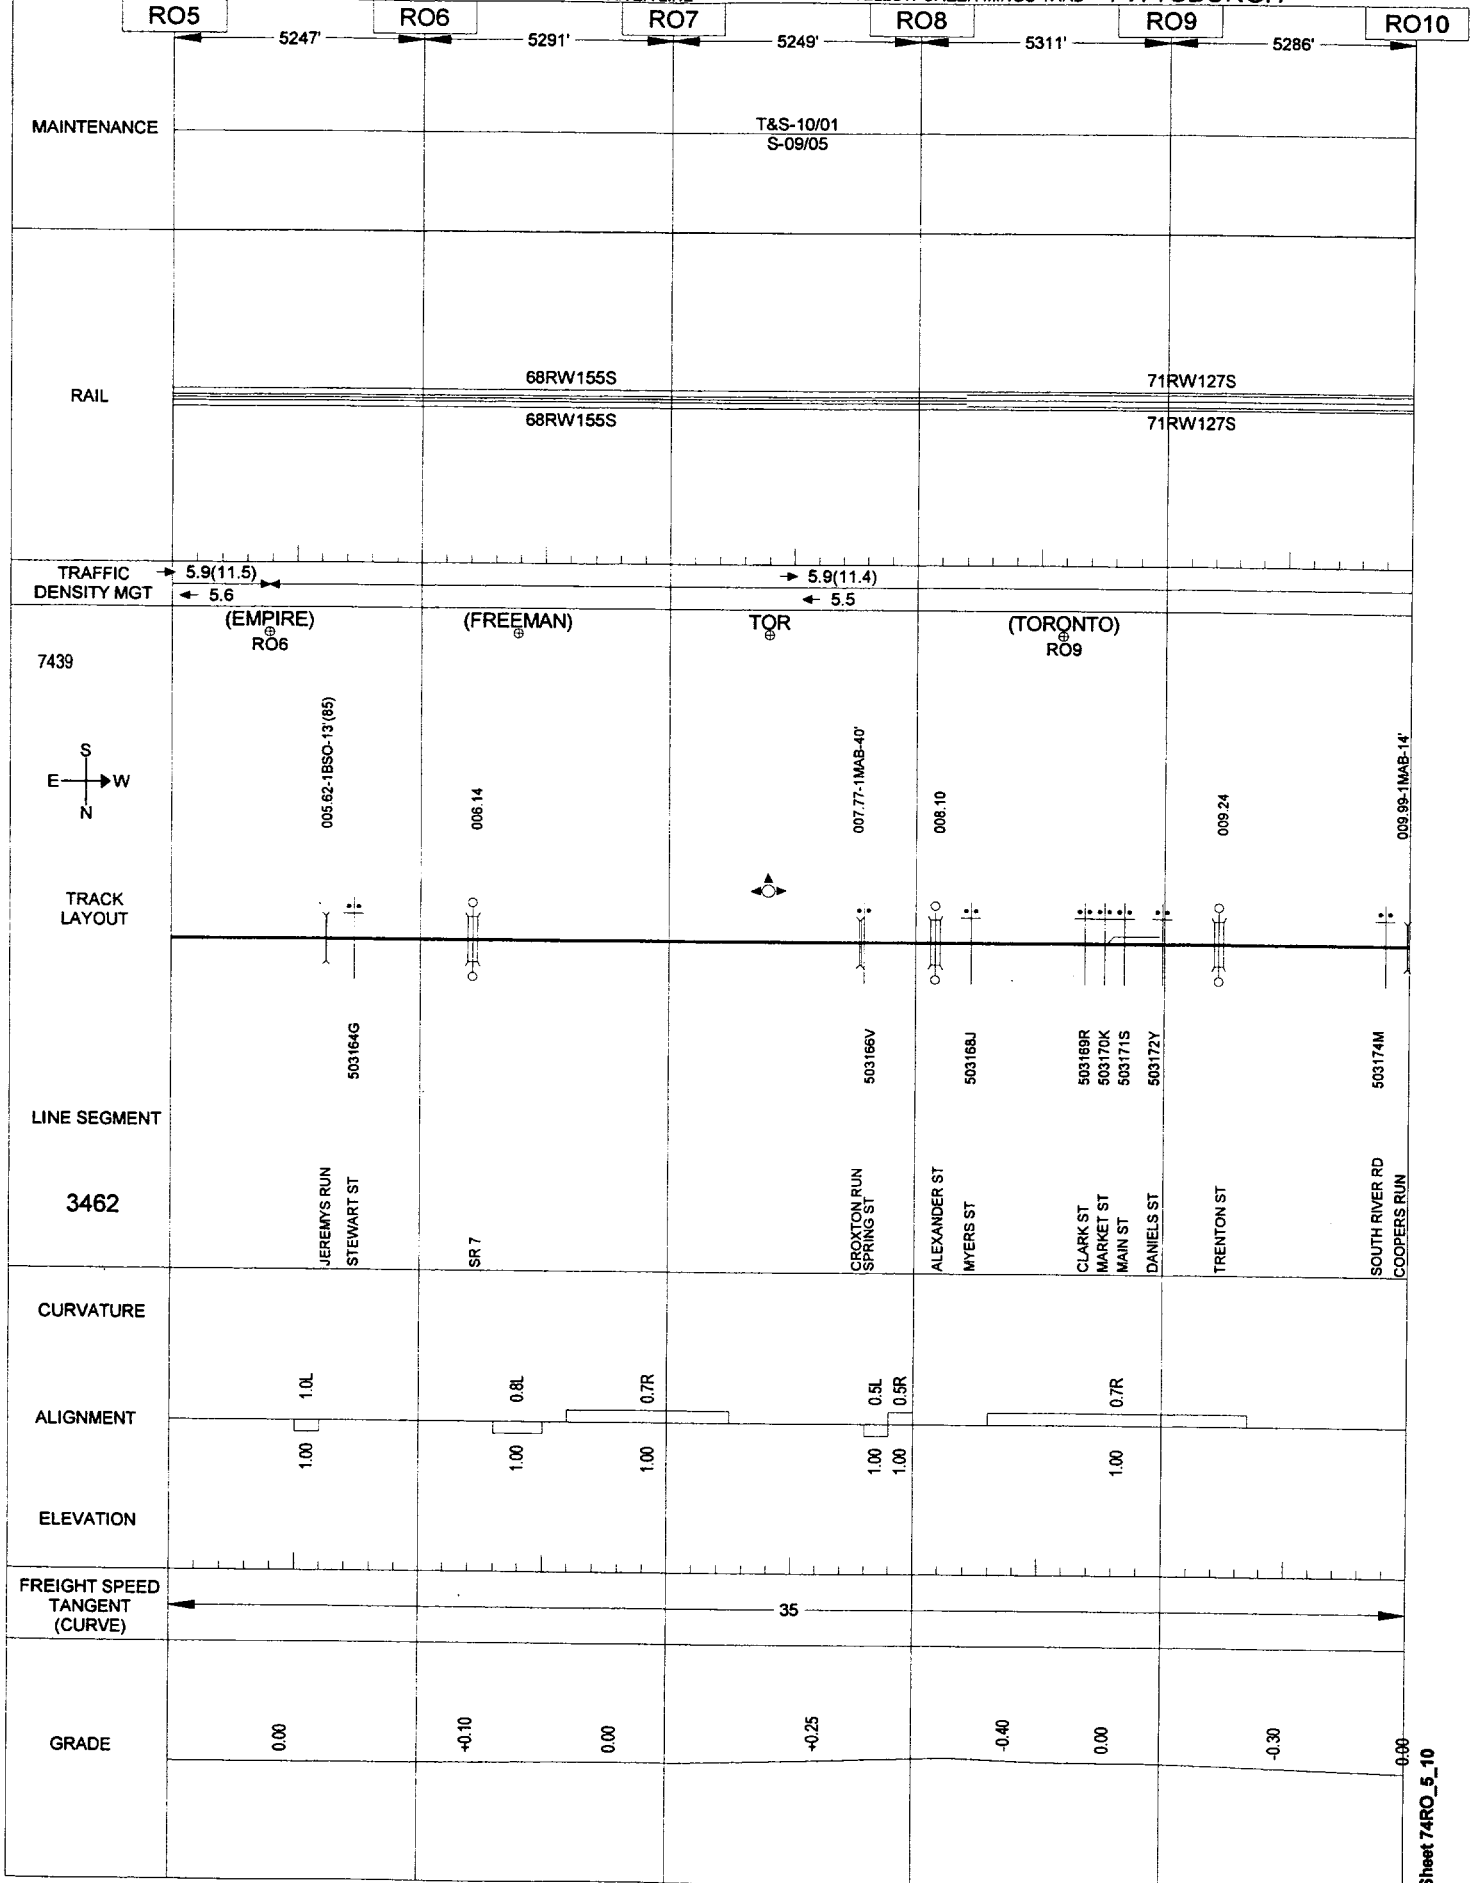 RO5 RO6 RO7 RO8 RO9 RO10
5247' 5291' 5249' 5311' 5286'
MAINTENANCE
T&S-10/01
S-09/05
RAIL
68RW155S 71RW127S
68RW155S 71RW127S
TRAFFIC
DENSITY MGT
5.9(11.5) 5.9(11.4)
5.6 5.5
(EMPIRE) (FREEMAN) TOR (TORONTO)
RO6 RO9
7439
S
E W
N
005.62-1BSO-13'(85)
006.14
007.77-1MAB-40'
008.10
009.24
009.99-1MAB-14'
TRACK
LAYOUT
503164G
503166V
503168J
503169R
503170K
503171S
503172Y
503174M
LINE SEGMENT
3462
JEREMYS RUN
STEWART ST
SR 7
CROXTON RUN
SPRING ST
ALEXANDER ST
MYERS ST
CLARK ST
MARKET ST
MAIN ST
DANIELS ST
TRENTON ST
SOUTH RIVER RD
COOPERS RUN
CURVATURE
1.0L 0.8L 0.7R 0.5L 0.5R 0.7R
ALIGNMENT
1.00 1.00 1.00 1.00 1.00 1.00
ELEVATION
FREIGHT SPEED
TANGENT
(CURVE)
35
GRADE
0.00 +0.10 0.00 +0.25 -0.40 0.00 -0.30 0.00
Sheet 74RO_5_10